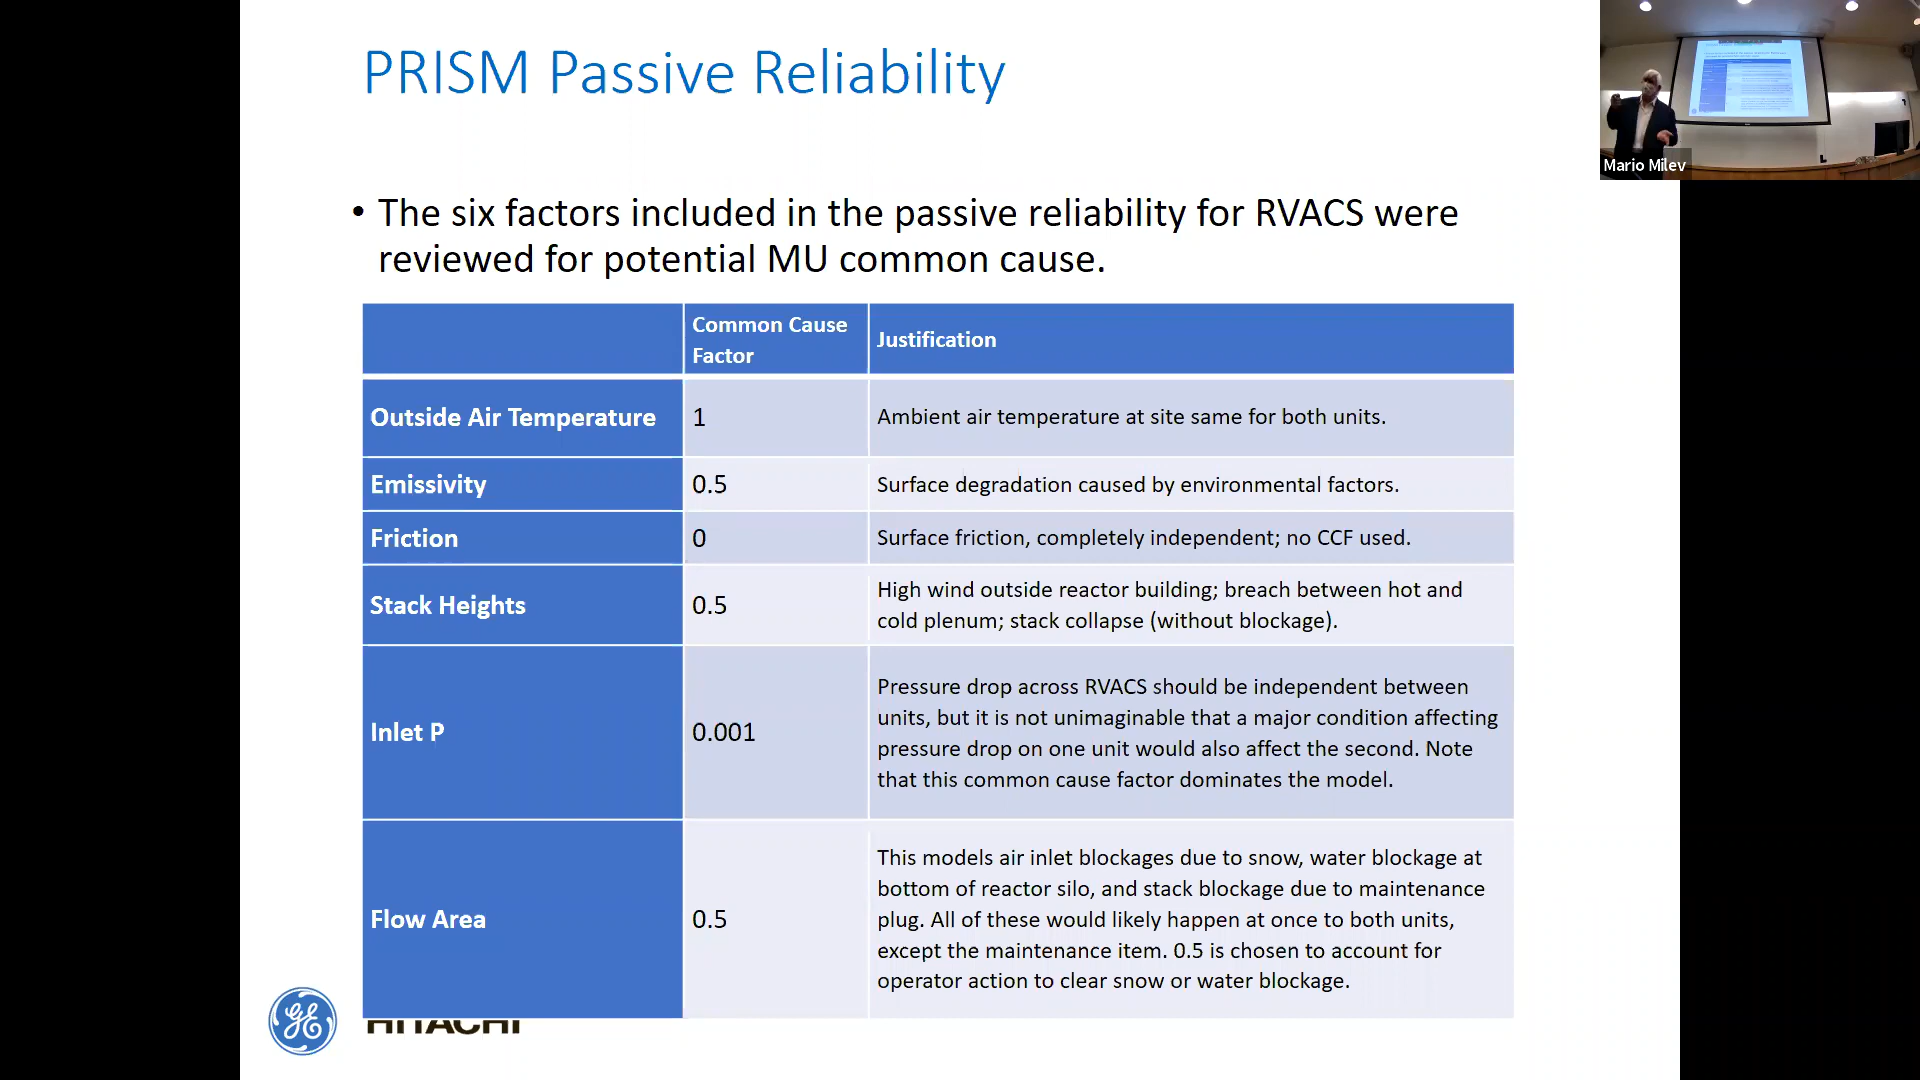 PRISM Passive Reliability
Mario Milev
• The six factors included in the passive reliability for RVACS were
reviewed for potential MU common cause.
Common Cause
Factor
Justification
Outside Air Temperature
1
Ambient air temperature at site same for both units.
Emissivity
0.5
Surface degradation caused by environmental factors.
Friction
0
Surface friction, completely independent; no CCF used.
Stack Heights
0.5
High wind outside reactor building; breach between hot and
cold plenum; stack collapse (without blockage).
Inlet P
0.001
Pressure drop across RVACS should be independent between
units, but it is not unimaginable that a major condition affecting
pressure drop on one unit would also affect the second. Note
that this common cause factor dominates the model.
Flow Area
0.5
This models air inlet blockages due to snow, water blockage at
bottom of reactor silo, and stack blockage due to maintenance
plug. All of these would likely happen at once to both units,
except the maintenance item. 0.5 is chosen to account for
operator action to clear snow or water blockage.
GE
HITACHI